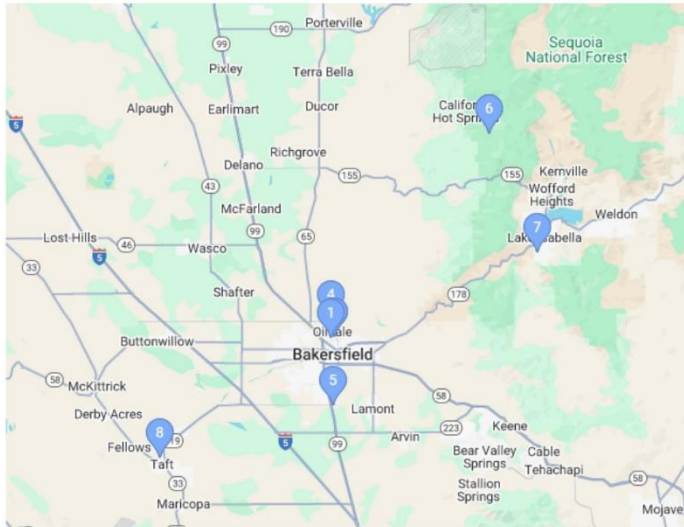 Porterville
190
99
Sequoia
National Forest
Pixley
Terra Bella
Alpaugh
Earlimart
Ducor
6
California
Hot Springs
5
Richgrove
Delano
155
155
Kernville
43
Wofford
Heights
McFarland
99
Weldon
65
7
Lake Isabella
Lost Hills
46
Wasco
5
33
Shafter
4
178
1
Oildale
Buttonwillow
Bakersfield
58
McKittrick
5
58
Derby Acres
Lamont
8
223
Keene
Fellows
119
5
99
Arvin
Bear Valley
Springs
Cable
Taft
Tehachapi
58
33
Stallion
Springs
Maricopa
Mojave